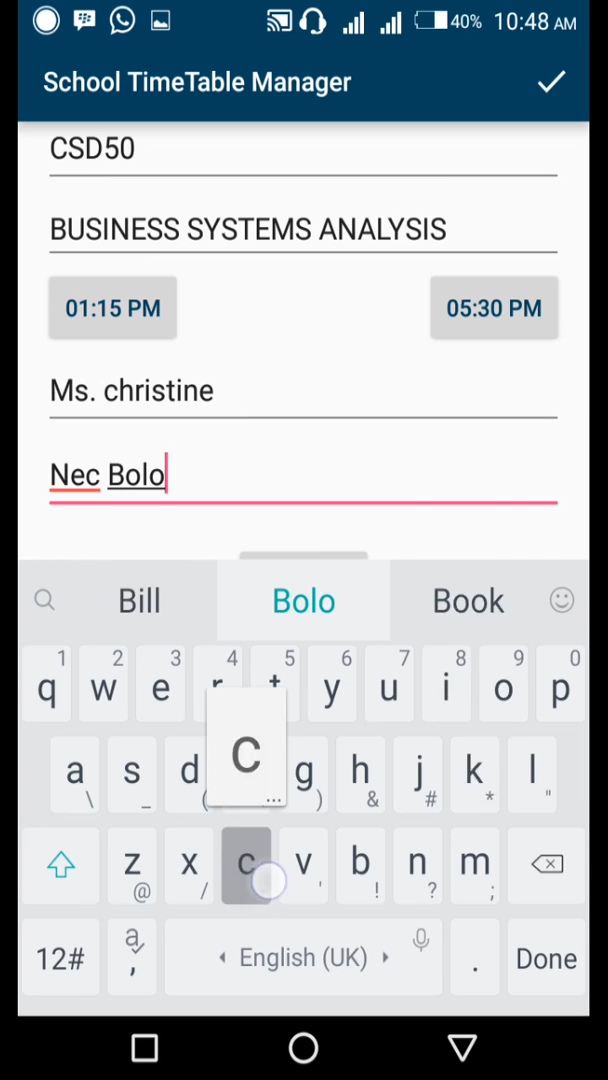 40% 10:48 AM
School TimeTable Manager
CSD50
BUSINESS SYSTEMS ANALYSIS
01:15 PM 05:30 PM
Ms. christine
Nec Bolo
Bill Bolo Book
1 2 3 4 5 6 7 8 9 0
q w e r t y u i o p
c
a s d g h j k l
\ _ ( ... ) & # * "
z x c v b n m
@ / ' ! ? ;
12# a , English (UK) . Done